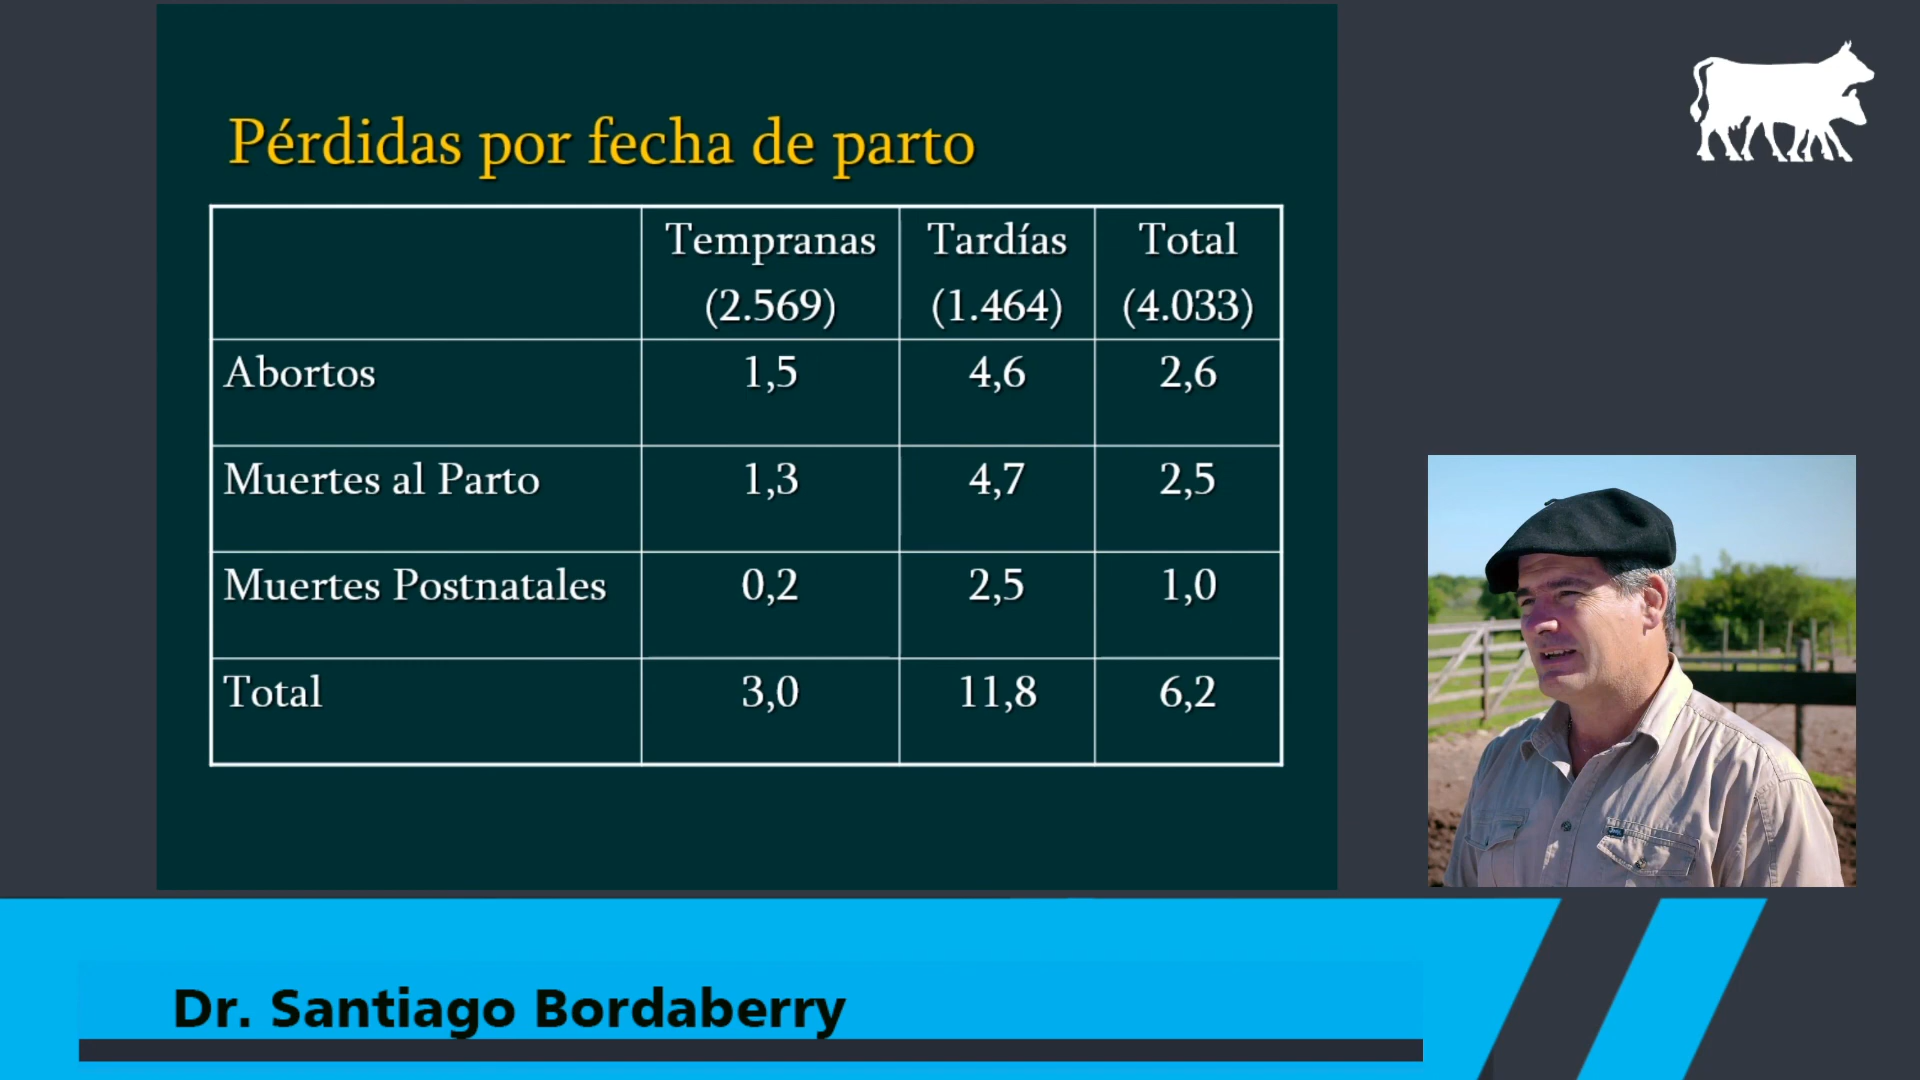 Pérdidas por fecha de parto
Tempranas Tardías Total
(2.569) (1.464) (4.033)
Abortos 1,5 4,6 2,6
Muertes al Parto 1,3 4,7 2,5
Muertes Postnatales 0,2 2,5 1,0
Total 3,0 11,8 6,2
Dr. Santiago Bordaberry